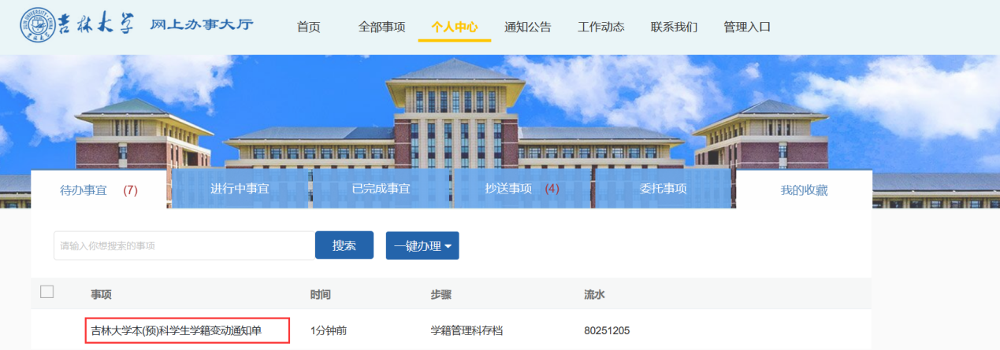 吉林大学 网上办事大厅 首页 全部事项 个人中心 通知公告 工作动态 联系我们 管理入口
待办事宜 (7) 进行中事宜 已完成事宜 抄送事项 (4) 委托事项 我的收藏
请输入你想搜索的事项 搜索 一键办理
事项 时间 步骤 流水
吉林大学本(预)科学生学籍变动通知单 1分钟前 学籍管理科存档 80251205